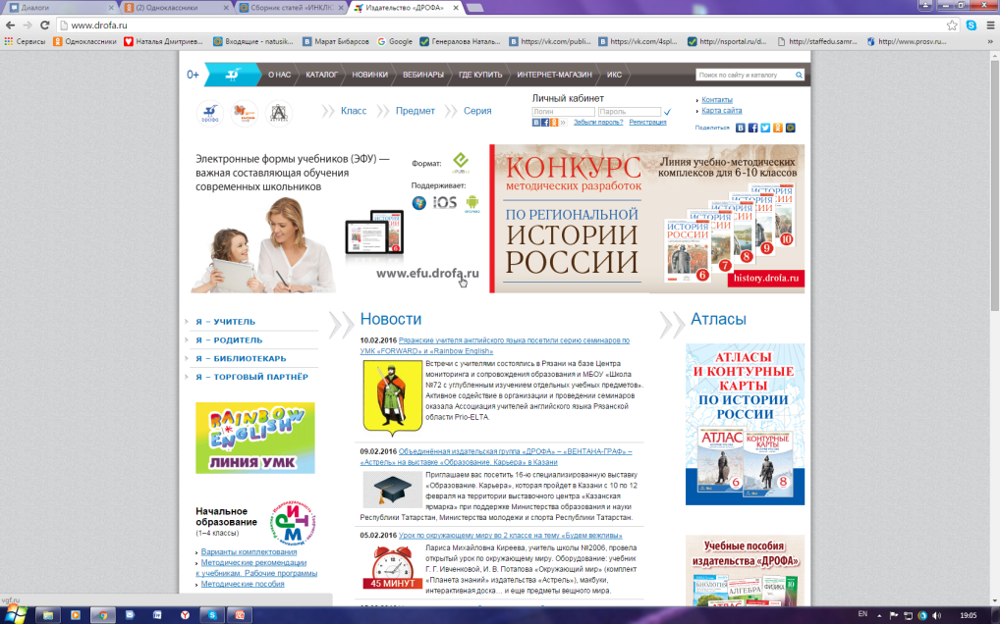 Диалоги
(2) Одноклассники
Сборник статей «ИНКЛЮ
Издательство «ДРОФА»
www.drofa.ru
Сервисы
Одноклассники
Наталья Дмитриев...
Входящие - natusik...
Марат Бибарсов
Google
Генералова Наталь...
https://vk.com/publi...
https://vk.com/4spl...
http://nsportal.ru/d...
http://staffedu.samr...
http://www.prosv.ru...
0+
О НАС
КАТАЛОГ
НОВИНКИ
ВЕБИНАРЫ
ГДЕ КУПИТЬ
ИНТЕРНЕТ-МАГАЗИН
ИКС
Поиск по сайту и каталогу
дрофа
Класс
Предмет
Серия
Личный кабинет
Логин
Пароль
Забыли пароль?
Регистрация
Контакты
Карта сайта
Поделиться
Электронные формы учебников (ЭФУ) —
важная составляющая обучения
современных школьников
Формат:
Поддерживает:
iOS
www.efu.drofa.ru
КОНКУРС
методических разработок
ПО РЕГИОНАЛЬНОЙ
ИСТОРИИ
РОССИИ
Линия учебно-методических
комплексов для 6-10 классов
ИСТОРИЯ
РОССИИ
6
7
8
9
10
history.drofa.ru
Я – УЧИТЕЛЬ
Я – РОДИТЕЛЬ
Я – БИБЛИОТЕКАРЬ
Я – ТОРГОВЫЙ ПАРТНЁР
RAINBOW
ENGLISH
ЛИНИЯ УМК
Начальное
образование
(1–4 классы)
РИТМ
Варианты комплектования
Методические рекомендации
к учебникам. Рабочие программы
Методические пособия
Новости
10.02.2016 Рязанские учителя английского языка посетили серию семинаров по
УМК «FORWARD» и «Rainbow English»
Встречи с учителями состоялись в Рязани на базе Центра
мониторинга и сопровождения образования и МБОУ «Школа
№72 с углубленным изучением отдельных учебных предметов».
Активное содействие в организации и проведении семинаров
оказала Ассоциация учителей английского языка Рязанской
области Prio-ELTA.
09.02.2016 Объединённая издательская группа «ДРОФА» – «ВЕНТАНА-ГРАФ» –
«Астрель» на выставке «Образование. Карьера» в Казани
Приглашаем вас посетить 16-ю специализированную выставку
«Образование. Карьера», которая пройдет в Казани с 10 по 12
февраля на территории выставочного центра «Казанская
ярмарка» при поддержке Министерства образования и науки
Республики Татарстан, Министерства молодежи и спорта Республики Татарстан.
05.02.2016 Урок по окружающему миру во 2 классе на тему «Будем вежливы»
45 МИНУТ
Лариса Михайловна Киреева, учитель школы №2006, провела
открытый урок по окружающему миру. Оборудование: учебник
Г. Г. Ивченковой, И. В. Потапова «Окружающий мир» (комплект
«Планета знаний» издательства «Астрель»), макбуки,
интерактивная доска... и еще предметы вещного мира.
Атласы
АТЛАСЫ
И КОНТУРНЫЕ
КАРТЫ
ПО ИСТОРИИ
РОССИИ
АТЛАС
6
КОНТУРНЫЕ
КАРТЫ
8
Учебные пособия
издательства «ДРОФА»
БИОЛОГИЯ
АЛГЕБРА
ФИЗИКА
10
vgf.ru
EN
19:05